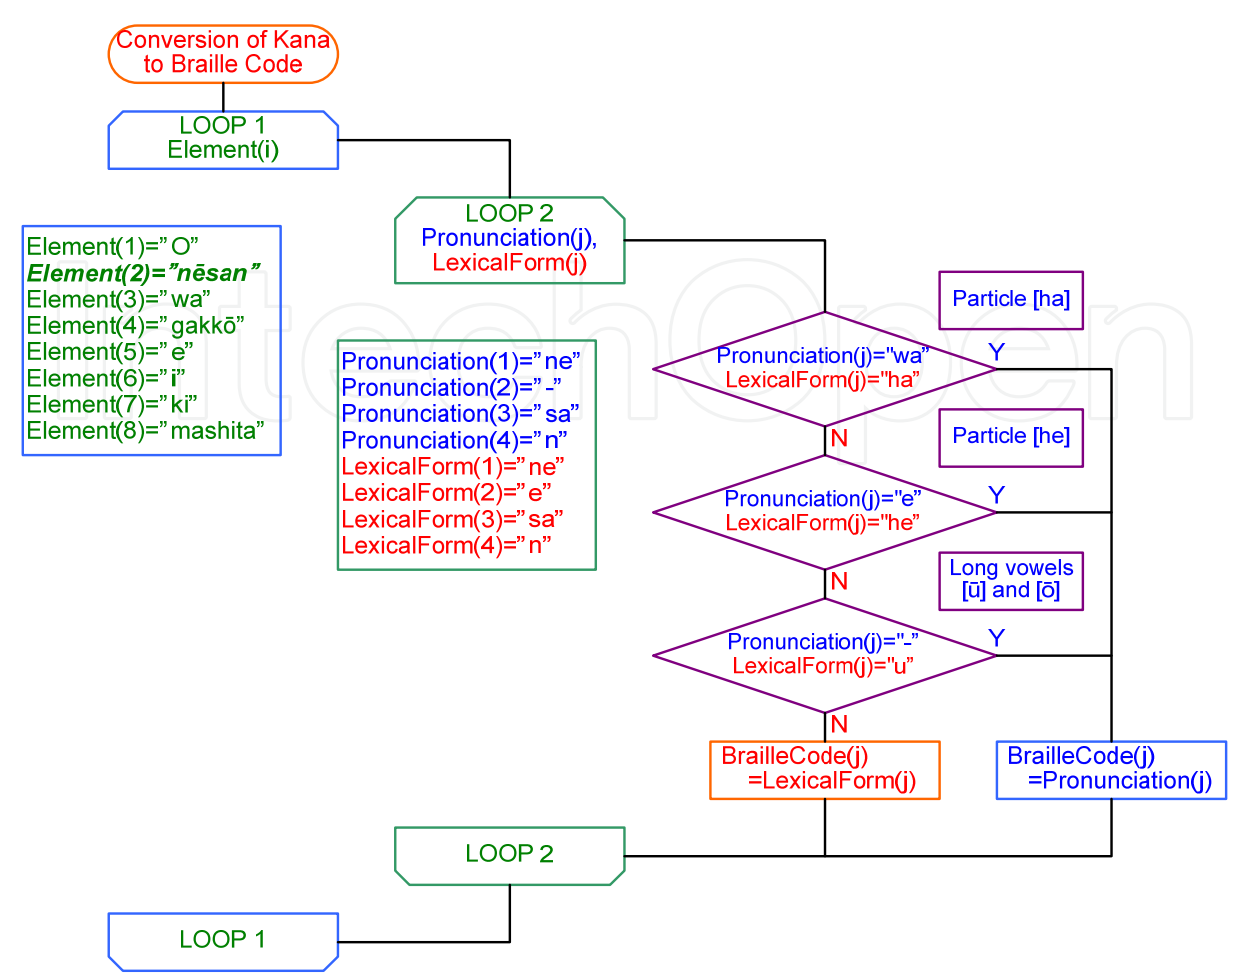 Conversion of Kana
to Braille Code
LOOP 1
Element(i)
LOOP 2
Pronunciation(j),
LexicalForm(j)
Element(1)=”O”
Element(2)=”nēsan”
Element(3)=”wa”
Element(4)=”gakkō”
Element(5)=”e”
Element(6)=”i”
Element(7)=”ki”
Element(8)=”mashita”
Pronunciation(1)=”ne”
Pronunciation(2)=”-”
Pronunciation(3)=”sa”
Pronunciation(4)=”n”
LexicalForm(1)=”ne”
LexicalForm(2)=”e”
LexicalForm(3)=”sa”
LexicalForm(4)=”n”
Particle [ha]
Pronunciation(j)="wa”
LexicalForm(j)="ha”
Y
N
Particle [he]
Pronunciation(j)="e”
LexicalForm(j)="he”
Y
N
Long vowels
[ū] and [ō]
Pronunciation(j)="-”
LexicalForm(j)="u”
Y
N
BrailleCode(j)
=LexicalForm(j)
BrailleCode(j)
=Pronunciation(j)
LOOP 2
LOOP 1
IntechOpen